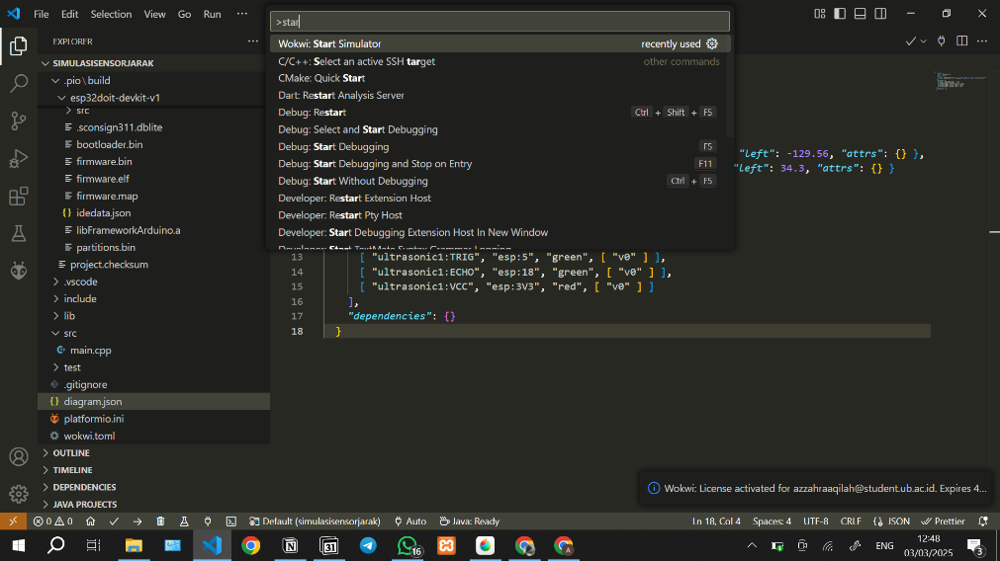 File Edit Selection View Go Run ···
>star
Wokwi: Start Simulator recently used
C/C++: Select an active SSH target other commands
CMake: Quick Start
Dart: Restart Analysis Server
Debug: Restart Ctrl + Shift + F5
Debug: Select and Start Debugging
Debug: Start Debugging F5
Debug: Start Debugging and Stop on Entry F11
Debug: Start Without Debugging Ctrl + F5
Developer: Restart Extension Host
Developer: Restart Pty Host
Developer: Start Debugging Extension Host In New Window
Developer: Start TextMate Syntax Grammar Logging
EXPLORER ···
SIMULASISENSORJARAK
.pio \ build
esp32doit-devkit-v1
src
.sconsign311.dblite
bootloader.bin
firmware.bin
firmware.elf
firmware.map
idedata.json
libFrameworkArduino.a
partitions.bin
project.checksum
.vscode
include
lib
src
main.cpp
test
.gitignore
diagram.json
platformio.ini
wokwi.toml
OUTLINE
TIMELINE
DEPENDENCIES
JAVA PROJECTS
"left": -129.56, "attrs": {} },
"left": 34.3, "attrs": {} }
13 [ "ultrasonic1:TRIG", "esp:5", "green", [ "v0" ] ],
14 [ "ultrasonic1:ECHO", "esp:18", "green", [ "v0" ] ],
15 [ "ultrasonic1:VCC", "esp:3V3", "red", [ "v0" ] ]
16 ],
17 "dependencies": {}
18 }
Wokwi: License activated for azzahraaqilah@student.ub.ac.id. Expires 4...
0 0 Default (simulasisensorjarak) Auto Java: Ready Ln 18, Col 4 Spaces: 4 UTF-8 CRLF {} JSON Prettier
16 31 ENG 12:48
03/03/2025 3